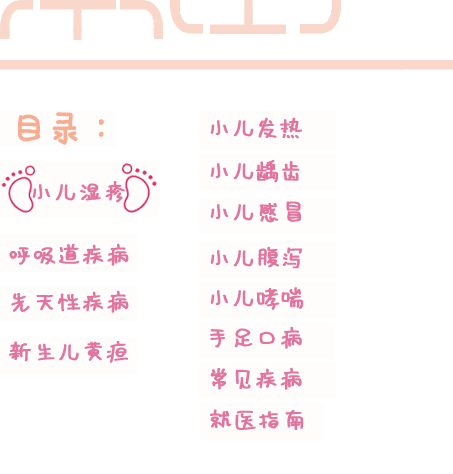 目录：
小儿湿疹
呼吸道疾病
先天性疾病
新生儿黄疸
小儿发热
小儿龋齿
小儿感冒
小儿腹泻
小儿哮喘
手足口病
常见疾病
就医指南